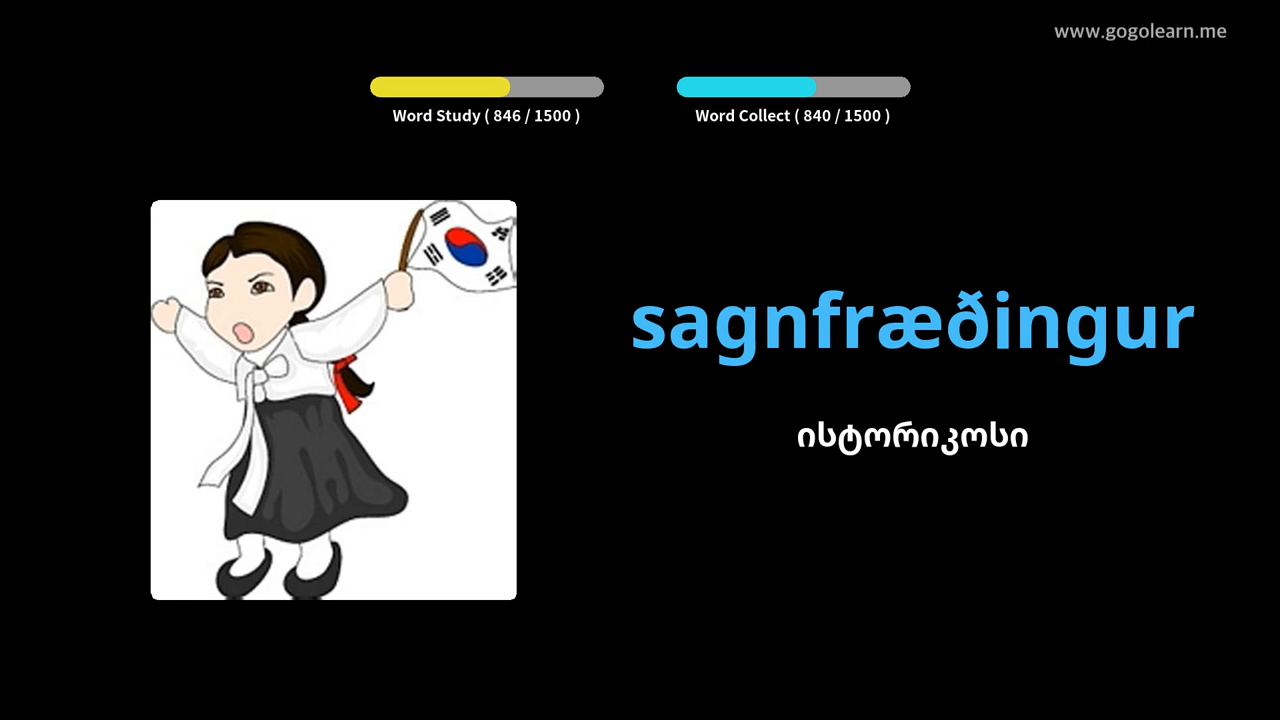 www.gogolearn.me
Word Study ( 846 / 1500 )
Word Collect ( 840 / 1500 )
sagnfræðingur
ისტორიკოსი